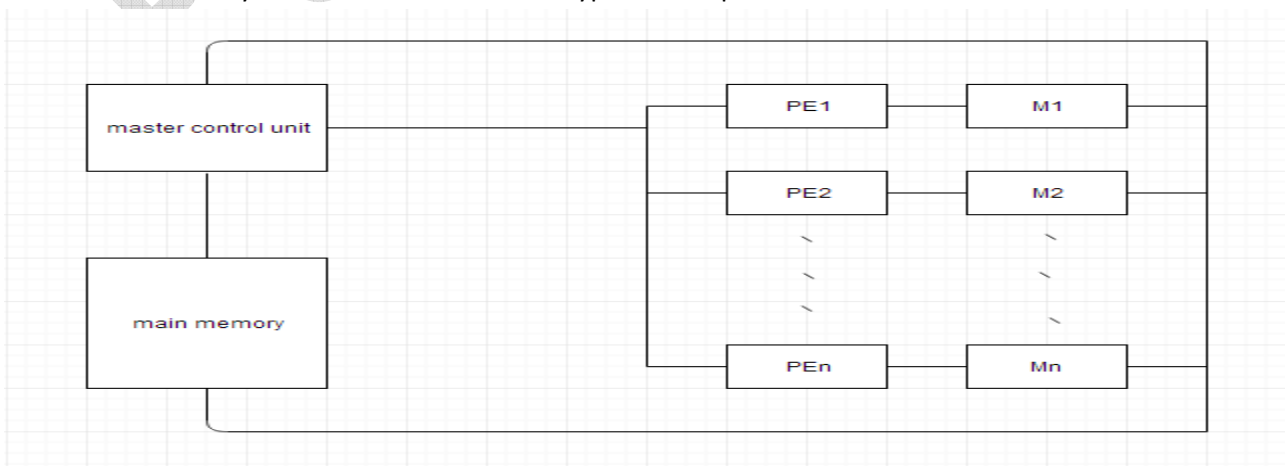 PE1
M1
master control unit
PE2
M2
main memory
PEn
Mn